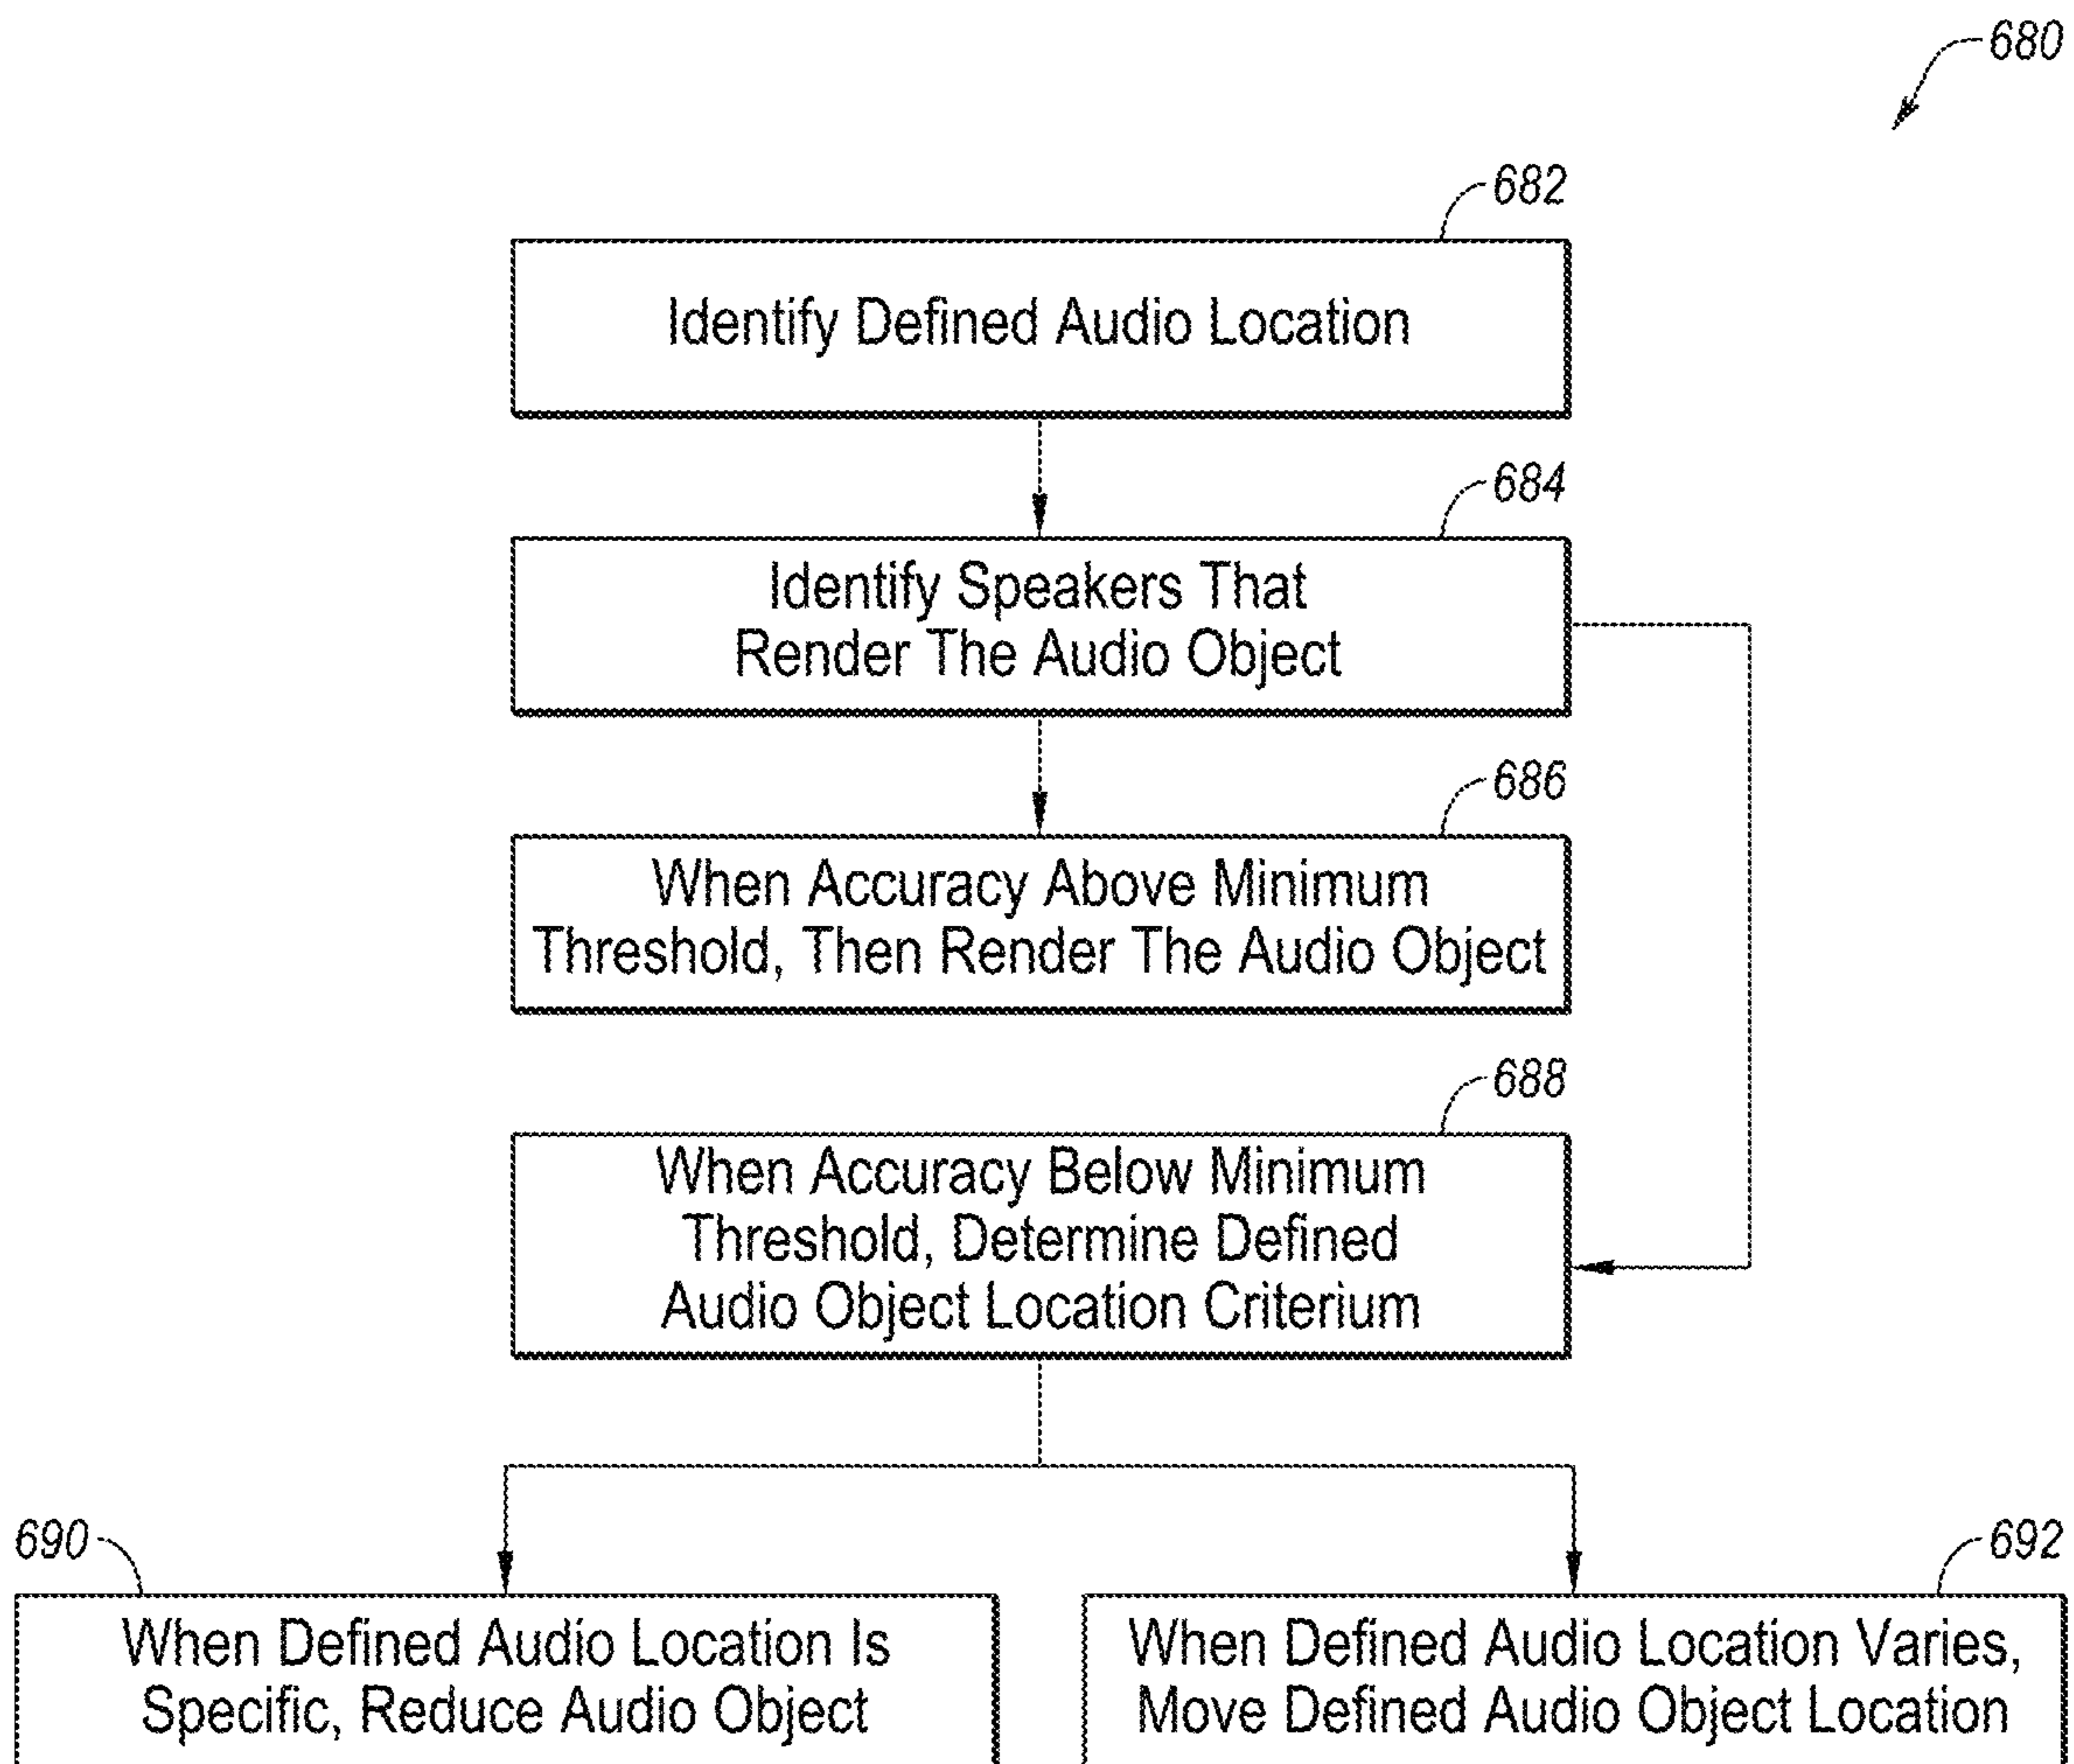 680
682
Identify Defined Audio Location
684
Identify Speakers That
Render The Audio Object
686
When Accuracy Above Minimum
Threshold, Then Render The Audio Object
688
When Accuracy Below Minimum
Threshold, Determine Defined
Audio Object Location Criterium
690
When Defined Audio Location Is
Specific, Reduce Audio Object
692
When Defined Audio Location Varies,
Move Defined Audio Object Location